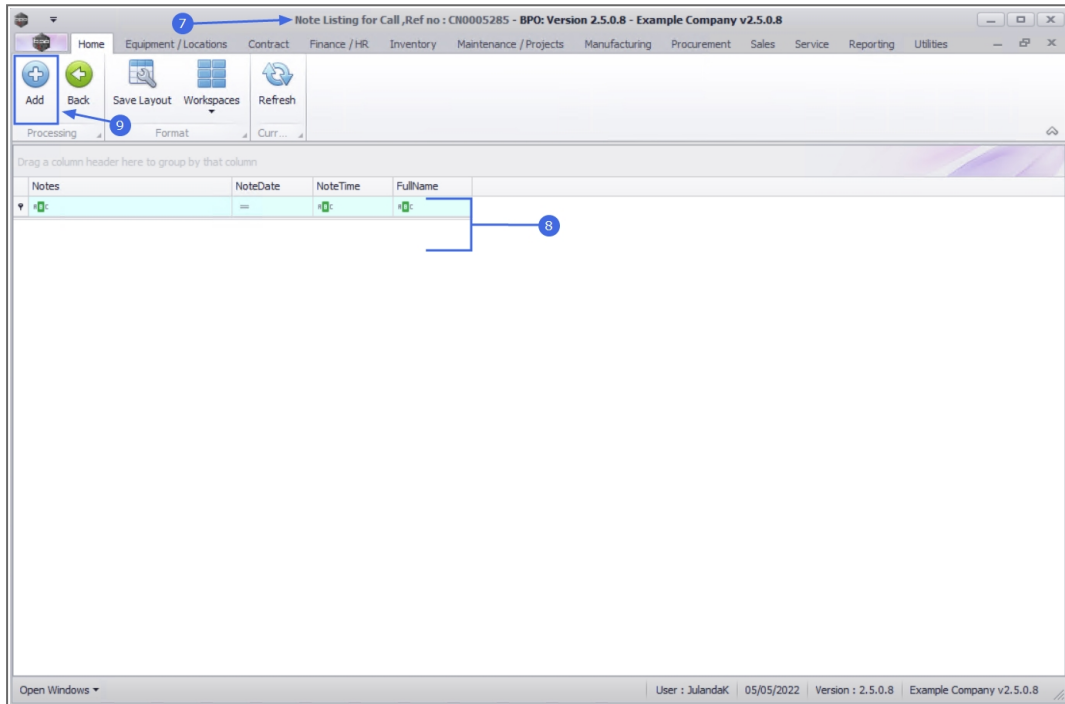 7
Note Listing for Call ,Ref no : CN0005285 - BPO: Version 2.5.0.8 - Example Company v2.5.0.8
Home Equipment / Locations Contract Finance / HR Inventory Maintenance / Projects Manufacturing Procurement Sales Service Reporting Utilities
Add Back Save Layout Workspaces Refresh
9
Processing Format Curr...
Drag a column header here to group by that column
Notes NoteDate NoteTime FullName
=
8
Open Windows User : JulandaK 05/05/2022 Version : 2.5.0.8 Example Company v2.5.0.8